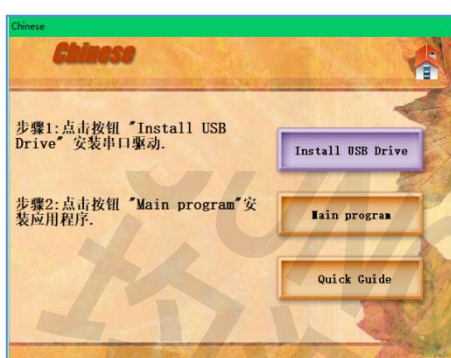 Chinese
Chinese
步骤1:点击按钮 "Install USB
Drive" 安装串口驱动.
Install USB Drive
步骤2:点击按钮 "Main program"安
装应用程序.
Main program
Quick Guide